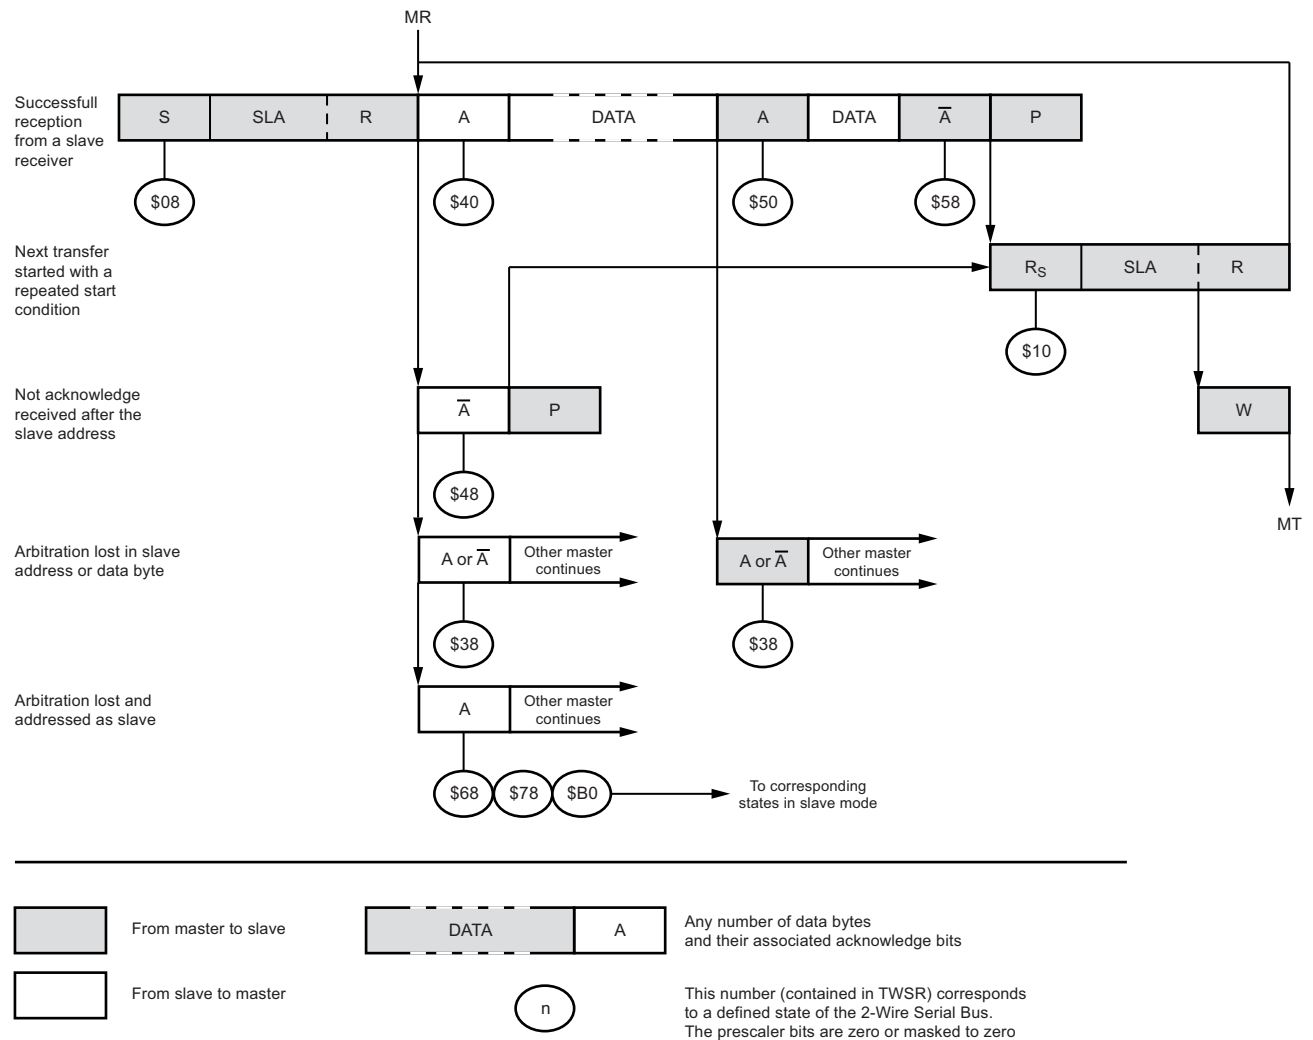 MR
Successfull
reception
from a slave
receiver
S SLA R A DATA A DATA A̅ P
$08 $40 $50 $58
Next transfer
started with a
repeated start
condition
RS SLA R
$10
Not acknowledge
received after the
slave address
A̅ P
W
$48
MT
Arbitration lost in slave
address or data byte
A or A̅
Other master
continues
A or A̅
Other master
continues
$38 $38
Arbitration lost and
addressed as slave
A
Other master
continues
$68 $78 $B0
To corresponding
states in slave mode
From master to slave
DATA A
Any number of data bytes
and their associated acknowledge bits
From slave to master
n
This number (contained in TWSR) corresponds
to a defined state of the 2-Wire Serial Bus.
The prescaler bits are zero or masked to zero